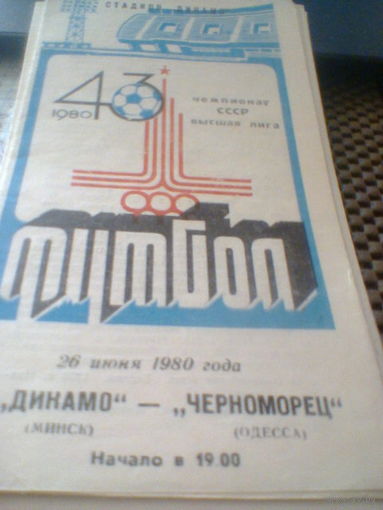 СТАДИОН „ДИНАМО"
43
1980
чемпионат
СССР
высшая лига
ФУТБОЛ
26 июня 1980 года
„ДИНАМО“ — „ЧЕРНОМОРЕЦ“
(МИНСК) (ОДЕССА)
Начало в 19.00